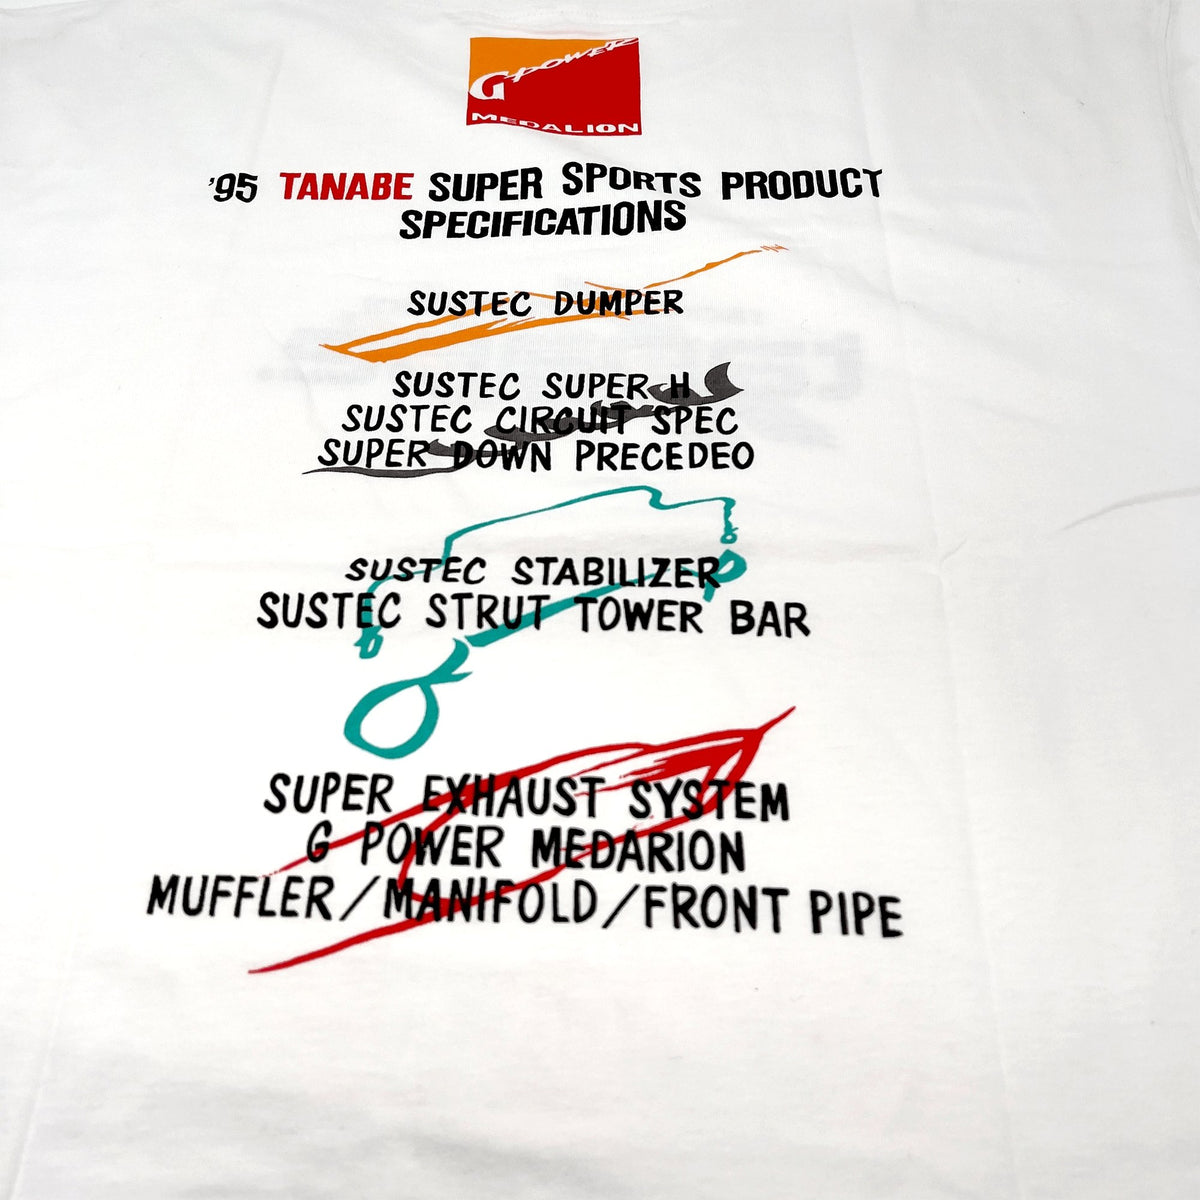 G-POWER
MEDALION
'95 TANABE SUPER SPORTS PRODUCT
SPECIFICATIONS
SUSTEC DUMPER
SUSTEC SUPER H
SUSTEC CIRCUIT SPEC
SUPER DOWN PRECEDEO
SUSTEC STABILIZER
SUSTEC STRUT TOWER BAR
SUPER EXHAUST SYSTEM
G POWER MEDARION
MUFFLER/MANIFOLD/FRONT PIPE